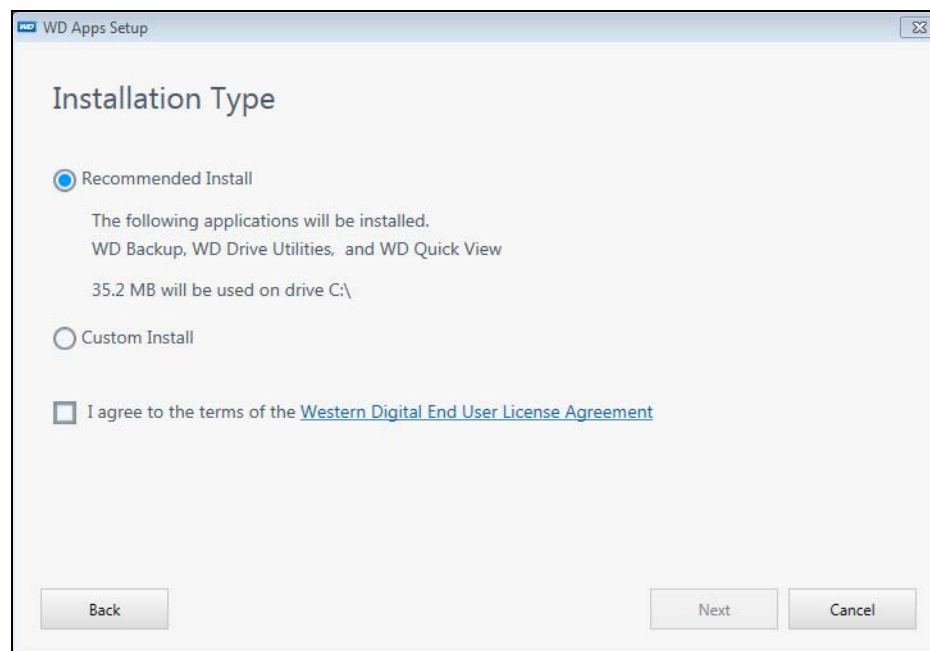 WD WD Apps Setup
Installation Type
Recommended Install
The following applications will be installed.
WD Backup, WD Drive Utilities, and WD Quick View
35.2 MB will be used on drive C:\
Custom Install
I agree to the terms of the Western Digital End User License Agreement
Back
Next
Cancel